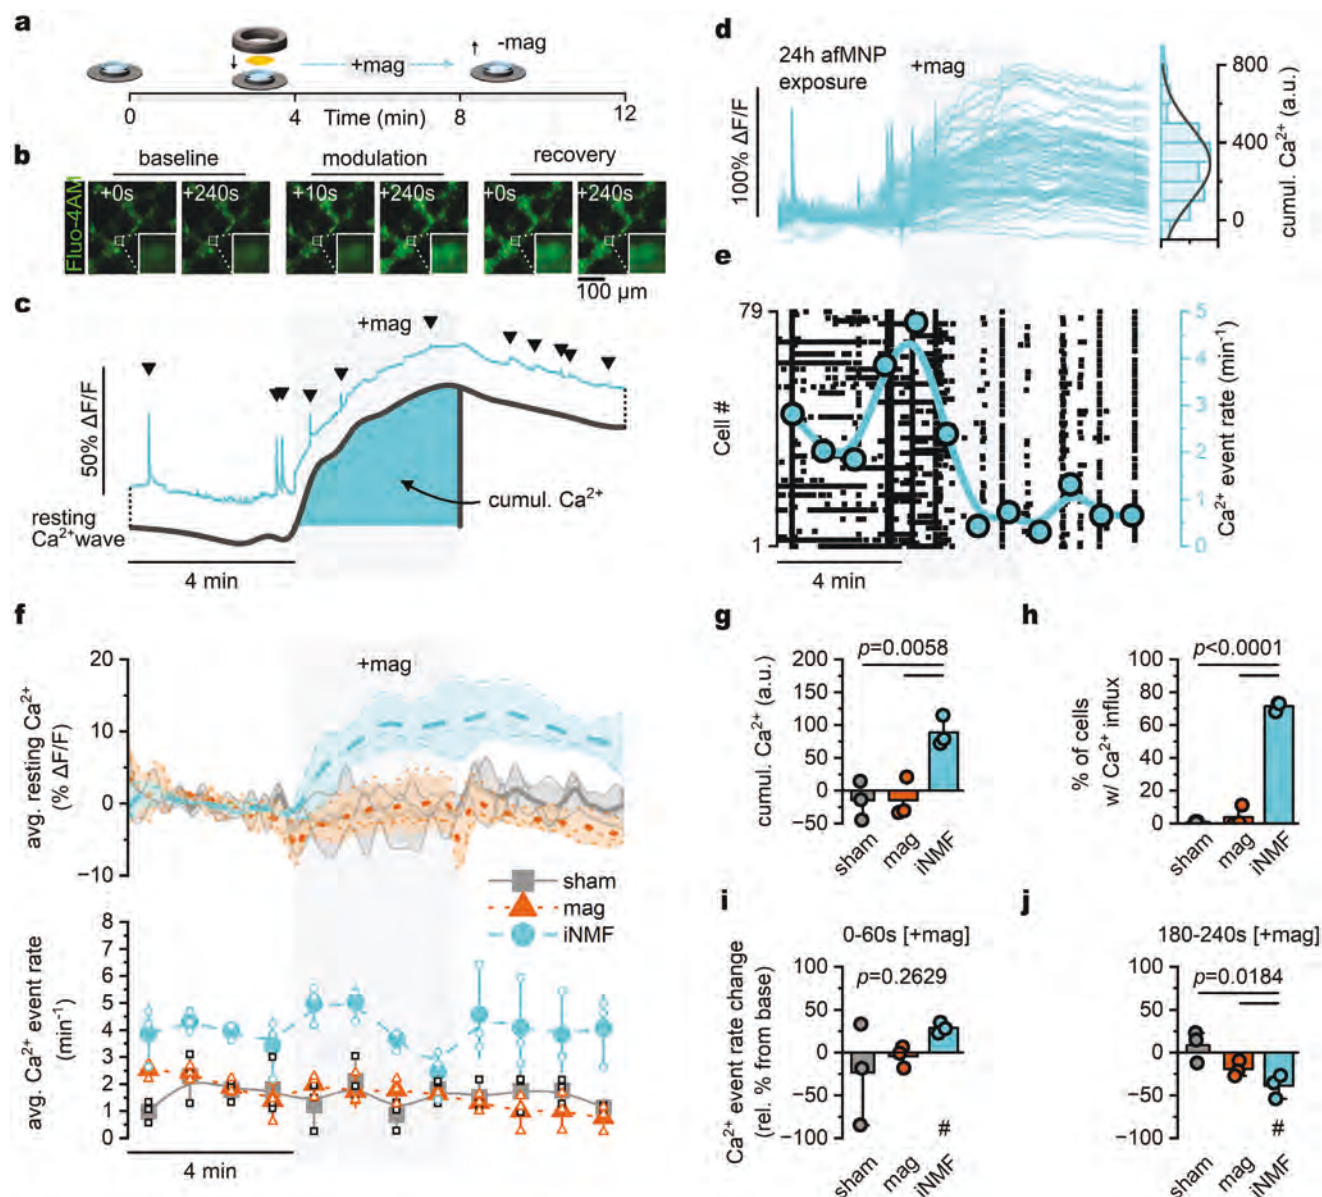 a
-mag
+mag
0
4
8
12
Time (min)
b
baseline
modulation
recovery
Fluo-4AM
+0s
+240s
+10s
+240s
+0s
+240s
100 µm
c
+mag
50% ΔF/F
cumul. Ca²⁺
resting
Ca²⁺wave
4 min
d
24h afMNP
exposure
+mag
100% ΔF/F
800
400
0
cumul. Ca²⁺ (a.u.)
e
79
1
Cell #
5
4
3
2
1
0
Ca²⁺ event rate (min⁻¹)
4 min
f
+mag
20
10
0
−10
avg. resting Ca²⁺
(% ΔF/F)
sham
mag
iNMF
8
7
6
5
4
3
2
1
0
avg. Ca²⁺ event rate
(min⁻¹)
4 min
g
p=0.0058
200
150
100
50
0
−50
cumul. Ca²⁺ (a.u.)
sham
mag
iNMF
h
p<0.0001
100
80
60
40
20
0
% of cells
w/ Ca²⁺ influx
sham
mag
iNMF
i
0-60s [+mag]
p=0.2629
100
50
0
−50
−100
Ca²⁺ event rate change
(rel. % from base)
#
sham
mag
iNMF
j
180-240s [+mag]
p=0.0184
100
50
0
−50
−100
#
sham
mag
iNMF